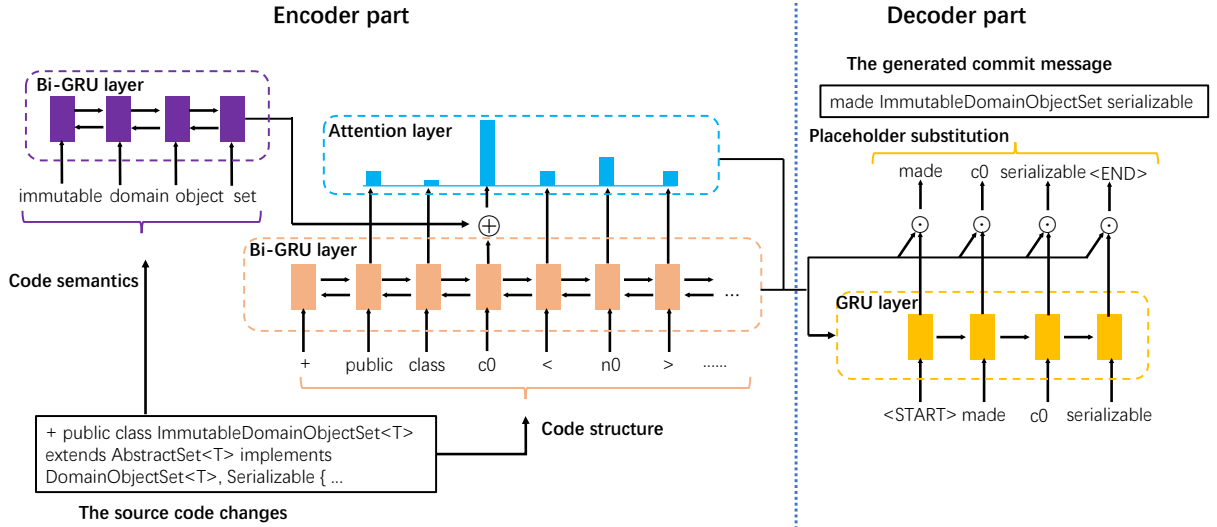 Encoder part
Decoder part
Bi-GRU layer
immutable domain object set
Code semantics
Attention layer
Bi-GRU layer
...
+ public class c0 < n0 > ......
Code structure
+ public class ImmutableDomainObjectSet<T>
extends AbstractSet<T> implements
DomainObjectSet<T>, Serializable { ...
The source code changes
The generated commit message
made ImmutableDomainObjectSet serializable
Placeholder substitution
made c0 serializable <END>
GRU layer
<START> made c0 serializable